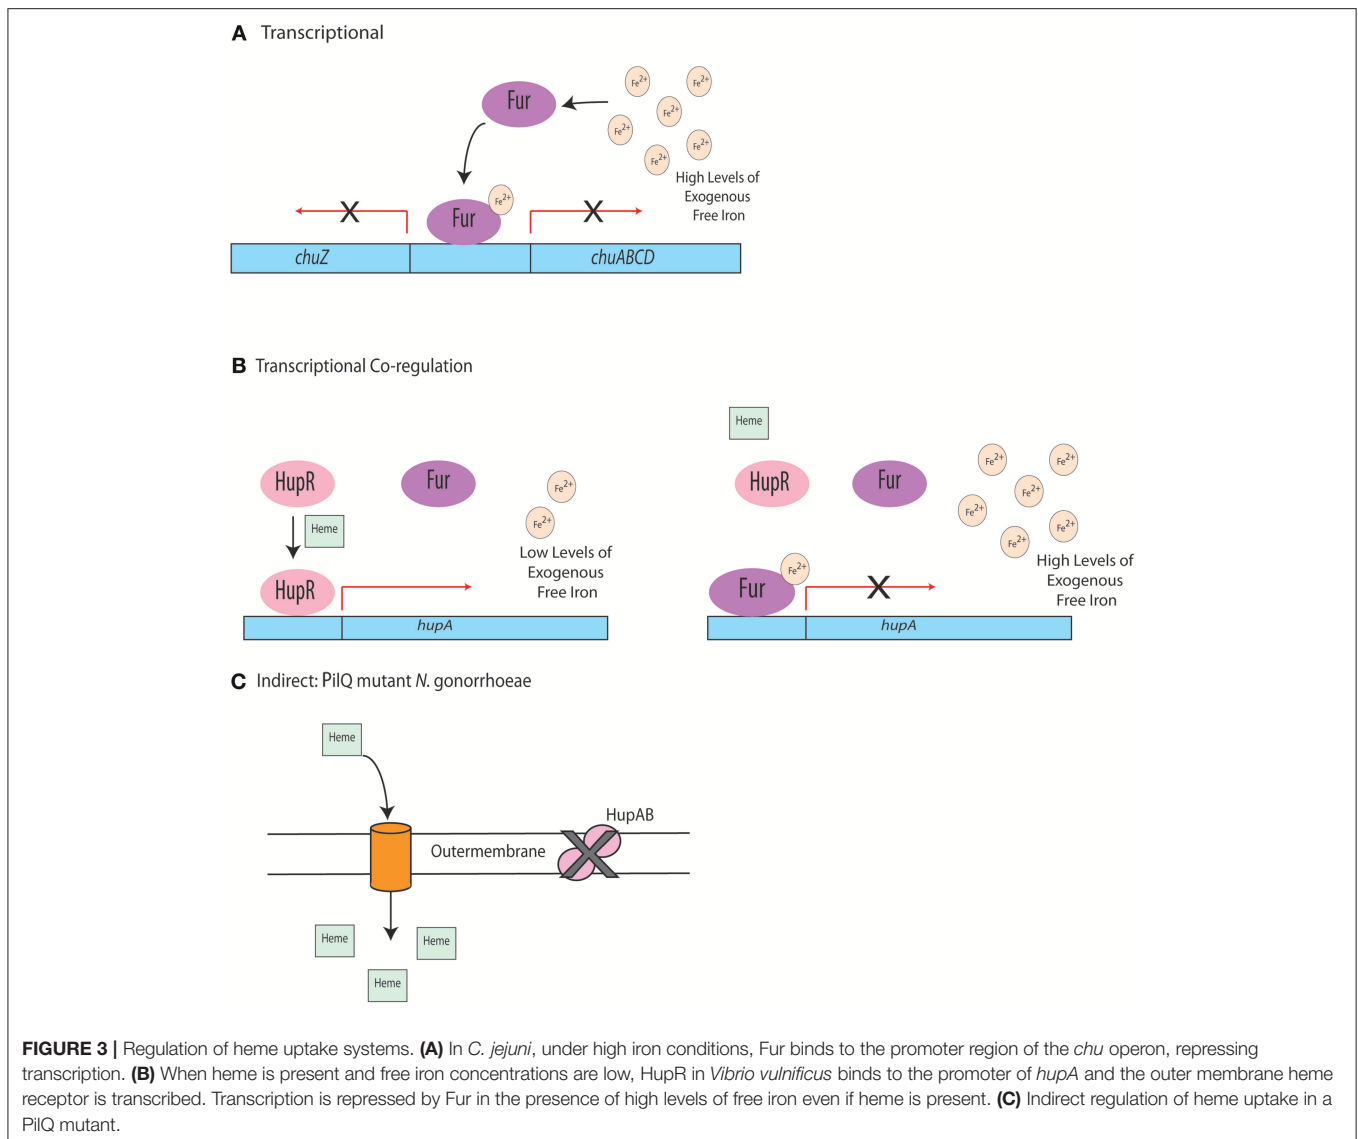 A Transcriptional
Fur
Fe2+
Fe2+
Fe2+
Fe2+
Fe2+
Fe2+
High Levels of
Exogenous
Free Iron
X
Fur
Fe2+
X
chuZ
chuABCD
B Transcriptional Co-regulation
HupR
Fur
Fe2+
Fe2+
Heme
Low Levels of
Exogenous
Free Iron
HupR
hupA
Heme
HupR
Fur
Fe2+
Fe2+
Fe2+
Fe2+
Fe2+
Fe2+
High Levels of
Exogenous
Free Iron
Fur
Fe2+
X
hupA
C Indirect: PilQ mutant N. gonorrhoeae
Heme
HupAB
Outermembrane
X
Heme
Heme
Heme
FIGURE 3 | Regulation of heme uptake systems. (A) In C. jejuni, under high iron conditions, Fur binds to the promoter region of the chu operon, repressing
transcription. (B) When heme is present and free iron concentrations are low, HupR in Vibrio vulnificus binds to the promoter of hupA and the outer membrane heme
receptor is transcribed. Transcription is repressed by Fur in the presence of high levels of free iron even if heme is present. (C) Indirect regulation of heme uptake in a
PilQ mutant.